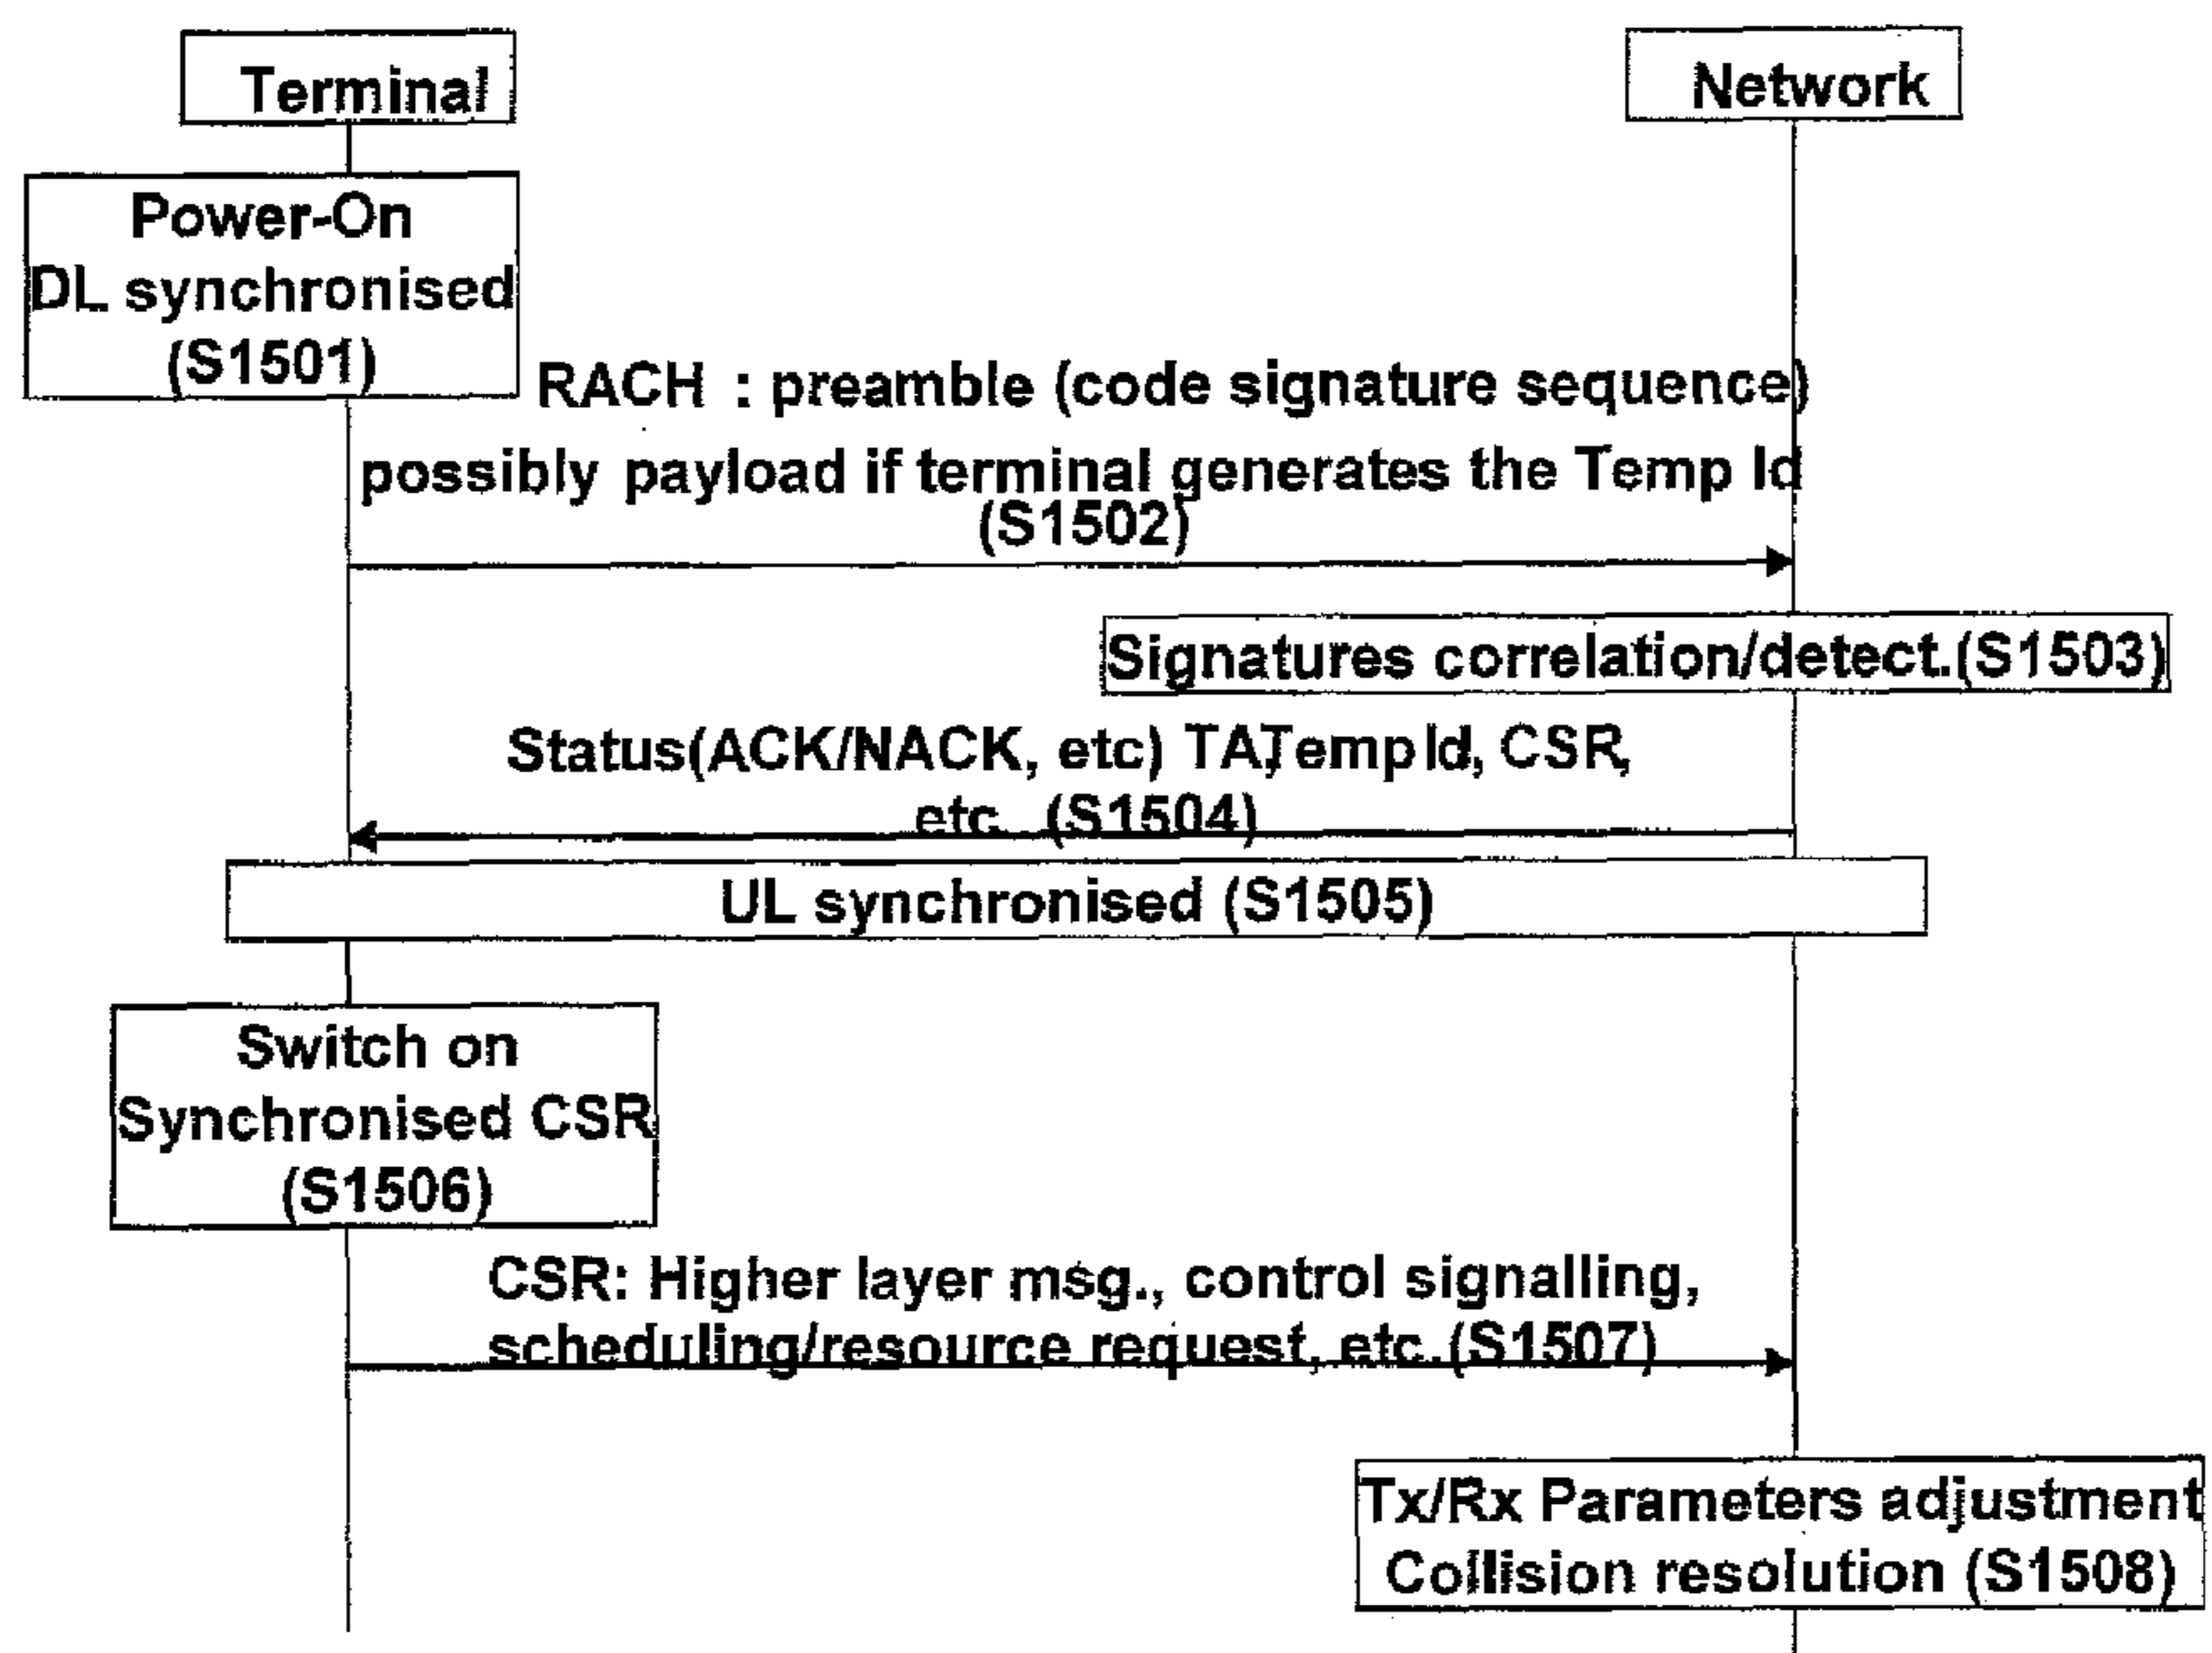 Terminal
Network
Power-On
DL synchronised
(S1501)
RACH : preamble (code signature sequence)
possibly payload if terminal generates the Temp Id
(S1502)
Signatures correlation/detect.(S1503)
Status(ACK/NACK, etc) TA,Temp Id, CSR,
etc. (S1504)
UL synchronised (S1505)
Switch on
Synchronised CSR
(S1506)
CSR: Higher layer msg., control signalling,
scheduling/resource request, etc.(S1507)
Tx/Rx Parameters adjustment
Collision resolution (S1508)